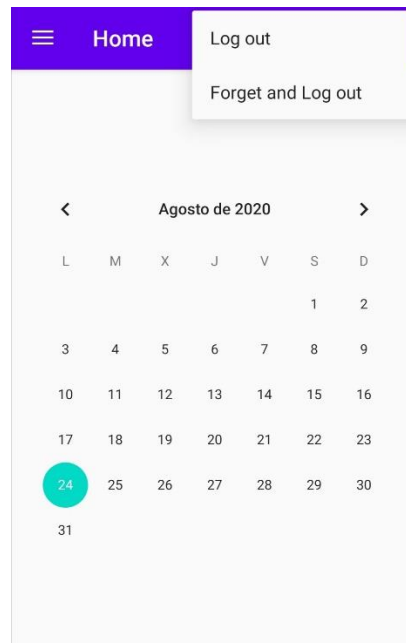 Home
Log out
Forget and Log out
Agosto de 2020
L M X J V S D
1 2
3 4 5 6 7 8 9
10 11 12 13 14 15 16
17 18 19 20 21 22 23
24 25 26 27 28 29 30
31